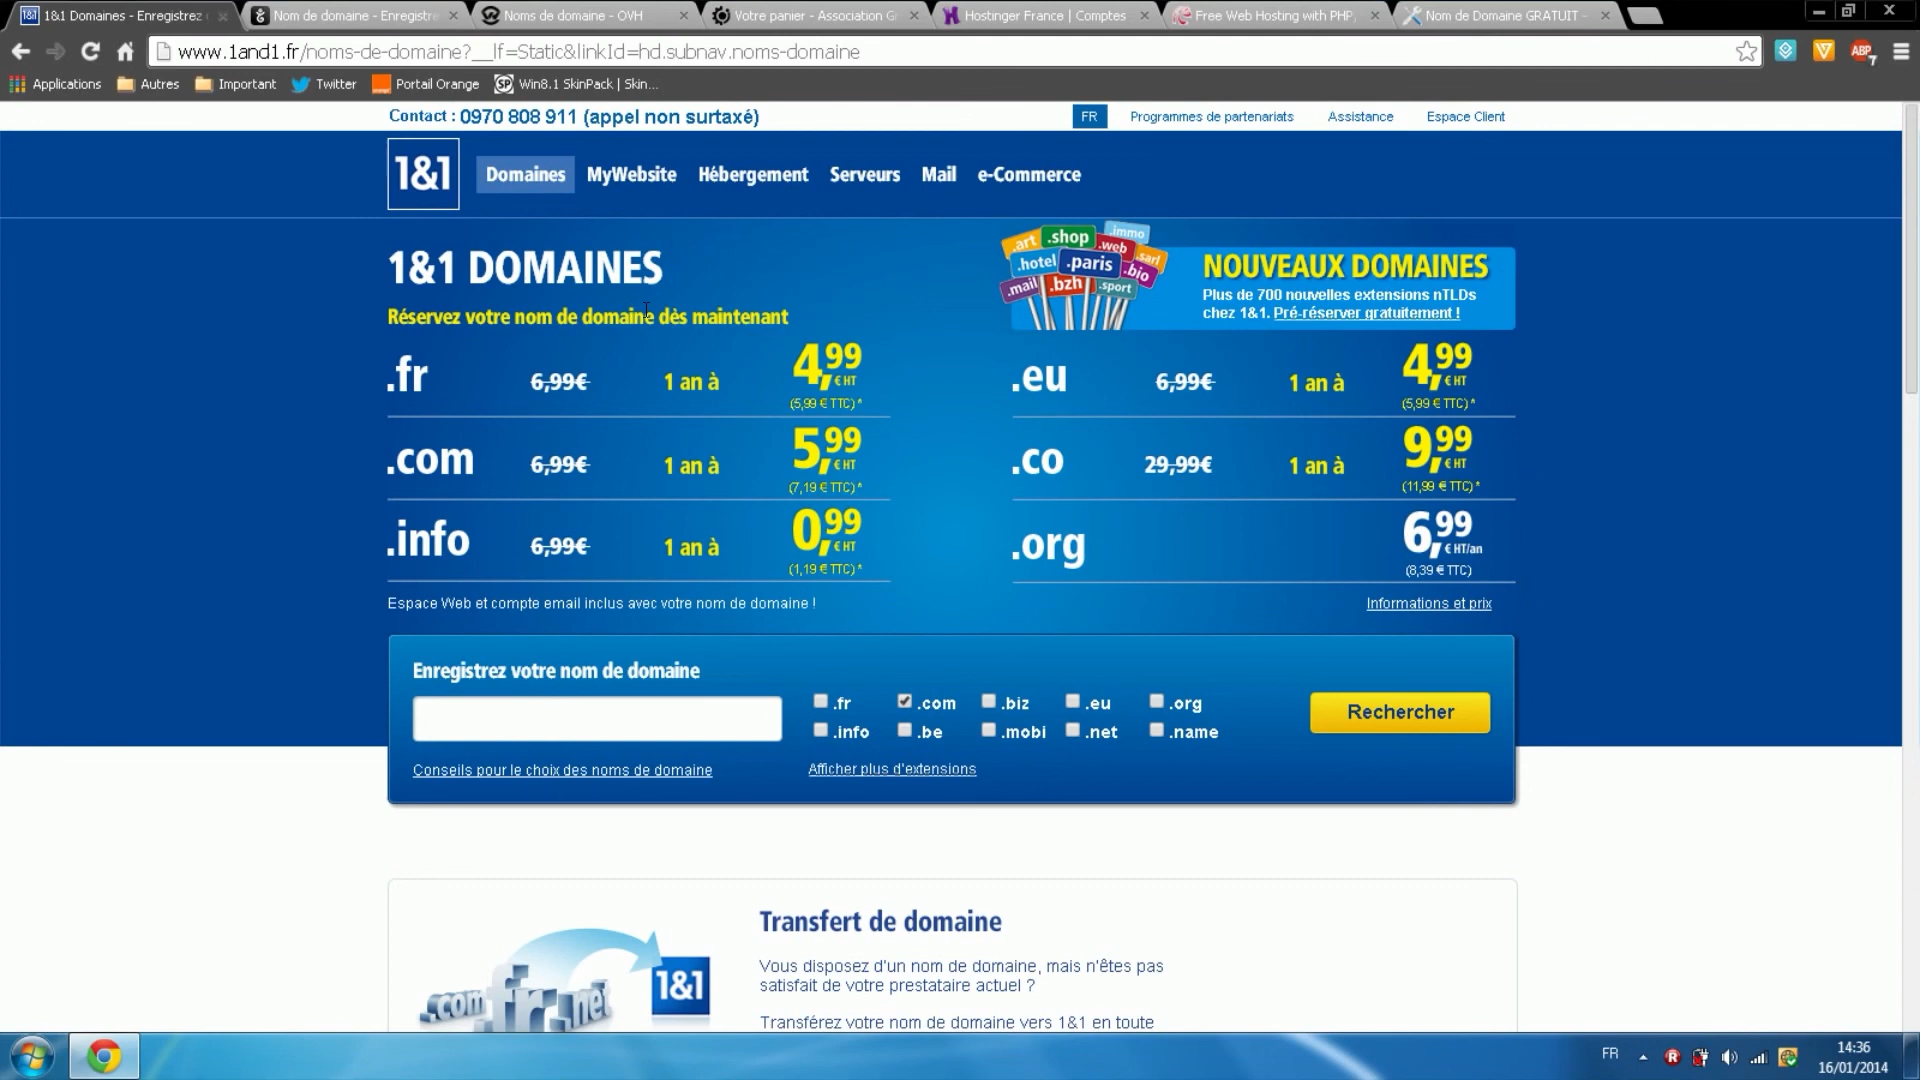 1&1 Domaines - Enregistrez
Nom de domaine - Enregistre
Noms de domaine - OVH
Votre panier - Association G
Hostinger France | Comptes
Free Web Hosting with PHP,
Nom de Domaine GRATUIT -
www.1and1.fr/noms-de-domaine?__lf=Static&linkId=hd.subnav.noms-domaine
ABP 7
Applications Autres Important Twitter Portail Orange SP Win8.1 SkinPack | Skin...
Contact : 0970 808 911 (appel non surtaxé) FR Programmes de partenariats Assistance Espace Client
1&1 Domaines MyWebsite Hébergement Serveurs Mail e-Commerce
1&1 DOMAINES
Réservez votre nom de domaine dès maintenant
.art .shop .immo
.web
.hotel .paris .sarl
.bio
.mail .bzh .sport
NOUVEAUX DOMAINES
Plus de 700 nouvelles extensions nTLDs
chez 1&1. Pré-réserver gratuitement !
.fr 6,99€ 1 an à 4,99 € HT
(5,99 € TTC) *
.eu 6,99€ 1 an à 4,99 € HT
(5,99 € TTC) *
.com 6,99€ 1 an à 5,99 € HT
(7,19 € TTC) *
.co 29,99€ 1 an à 9,99 € HT
(11,99 € TTC) *
.info 6,99€ 1 an à 0,99 € HT
(1,19 € TTC) *
.org 6,99 € HT/an
(8,39 € TTC)
Espace Web et compte email inclus avec votre nom de domaine !
Informations et prix
Enregistrez votre nom de domaine
.fr .com .biz .eu .org
.info .be .mobi .net .name
Rechercher
Conseils pour le choix des noms de domaine
Afficher plus d'extensions
.com .fr .net 1&1
Transfert de domaine
Vous disposez d'un nom de domaine, mais n'êtes pas
satisfait de votre prestataire actuel ?
Transférez votre nom de domaine vers 1&1 en toute
FR
14:36
16/01/2014